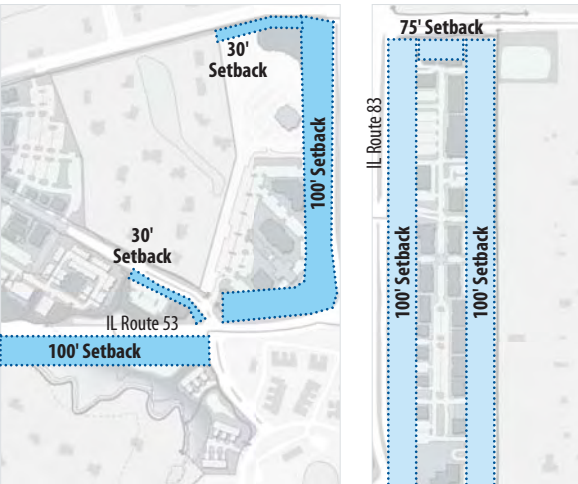 30'
Setback
100' Setback
30'
Setback
IL Route 53
100' Setback
75' Setback
IL Route 83
100' Setback
100' Setback